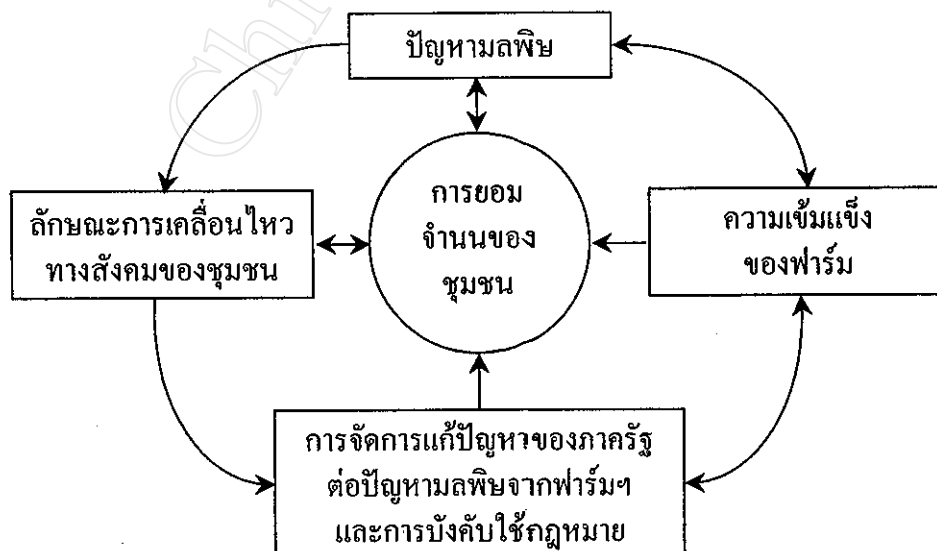 ปัญหามลพิษ
ลักษณะการเคลื่อนไหว
ทางสังคมของชุมชน
การยอม
จำนนของ
ชุมชน
ความเข้มแข็ง
ของฟาร์ม
การจัดการแก้ปัญหาของภาครัฐ
ต่อปัญหามลพิษจากฟาร์มฯ
และการบังคับใช้กฎหมาย
Chi